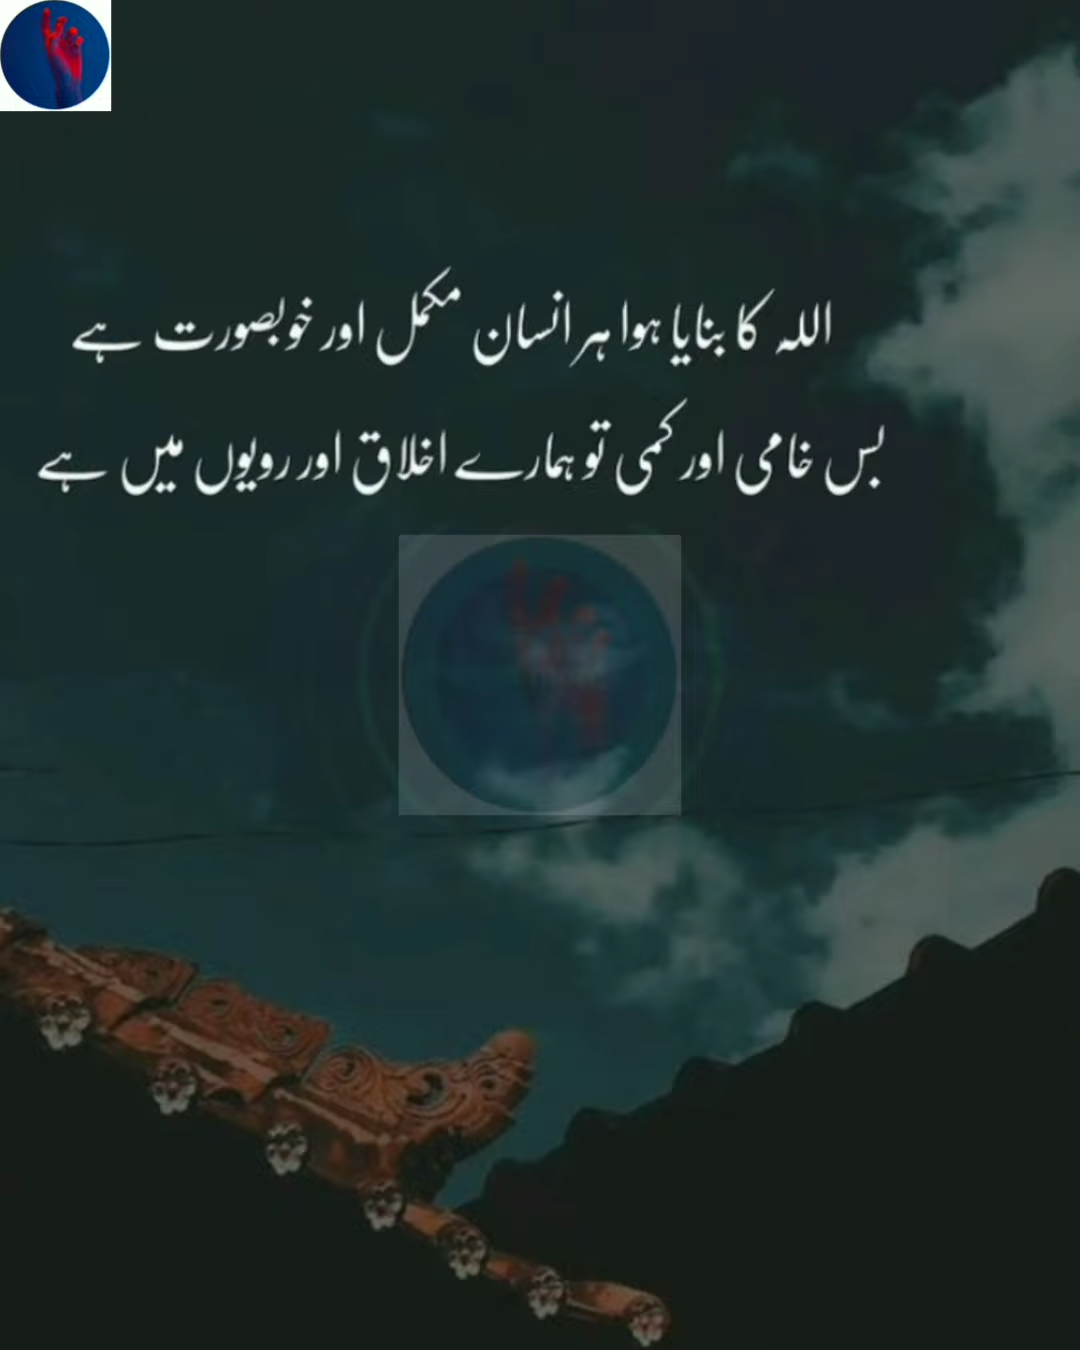 اللہ کا بنایا ہوا ہر انسان مکمل اور خوبصورت ہے
بس خامی اور کمی تو ہمارے اخلاق اور رویوں میں ہے